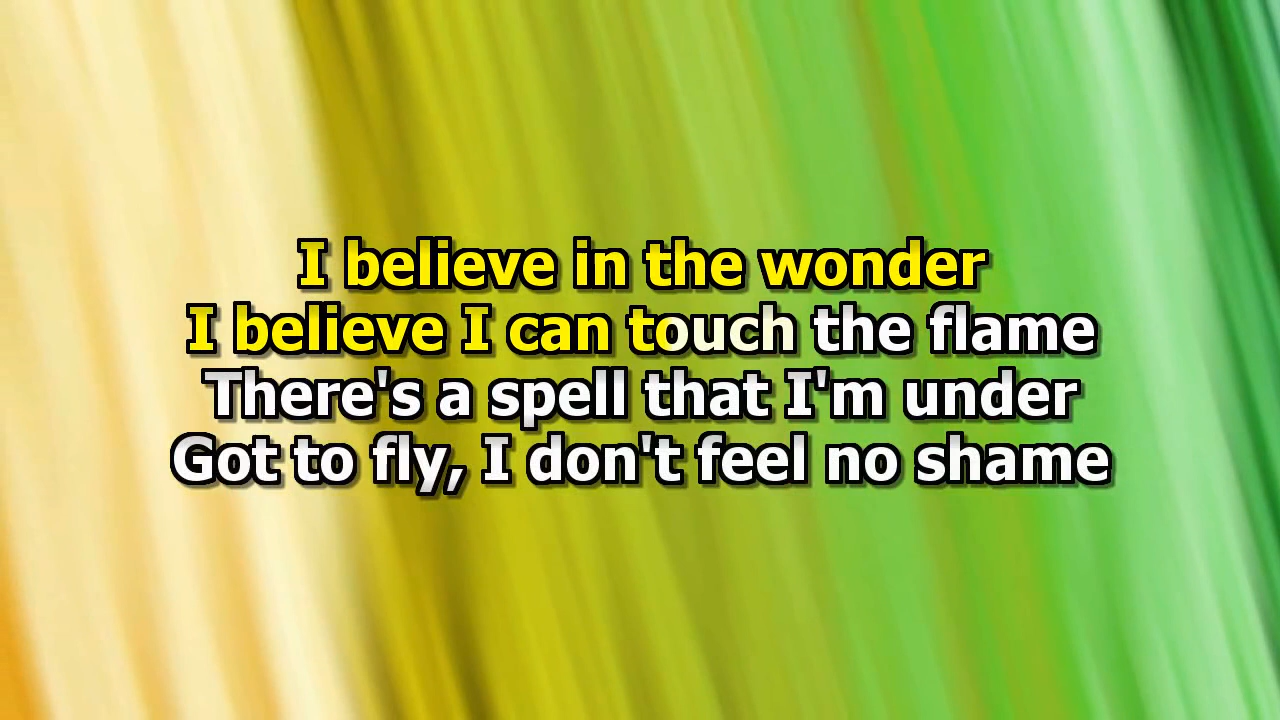 I believe in the wonder
I believe I can touch the flame
There's a spell that I'm under
Got to fly, I don't feel no shame